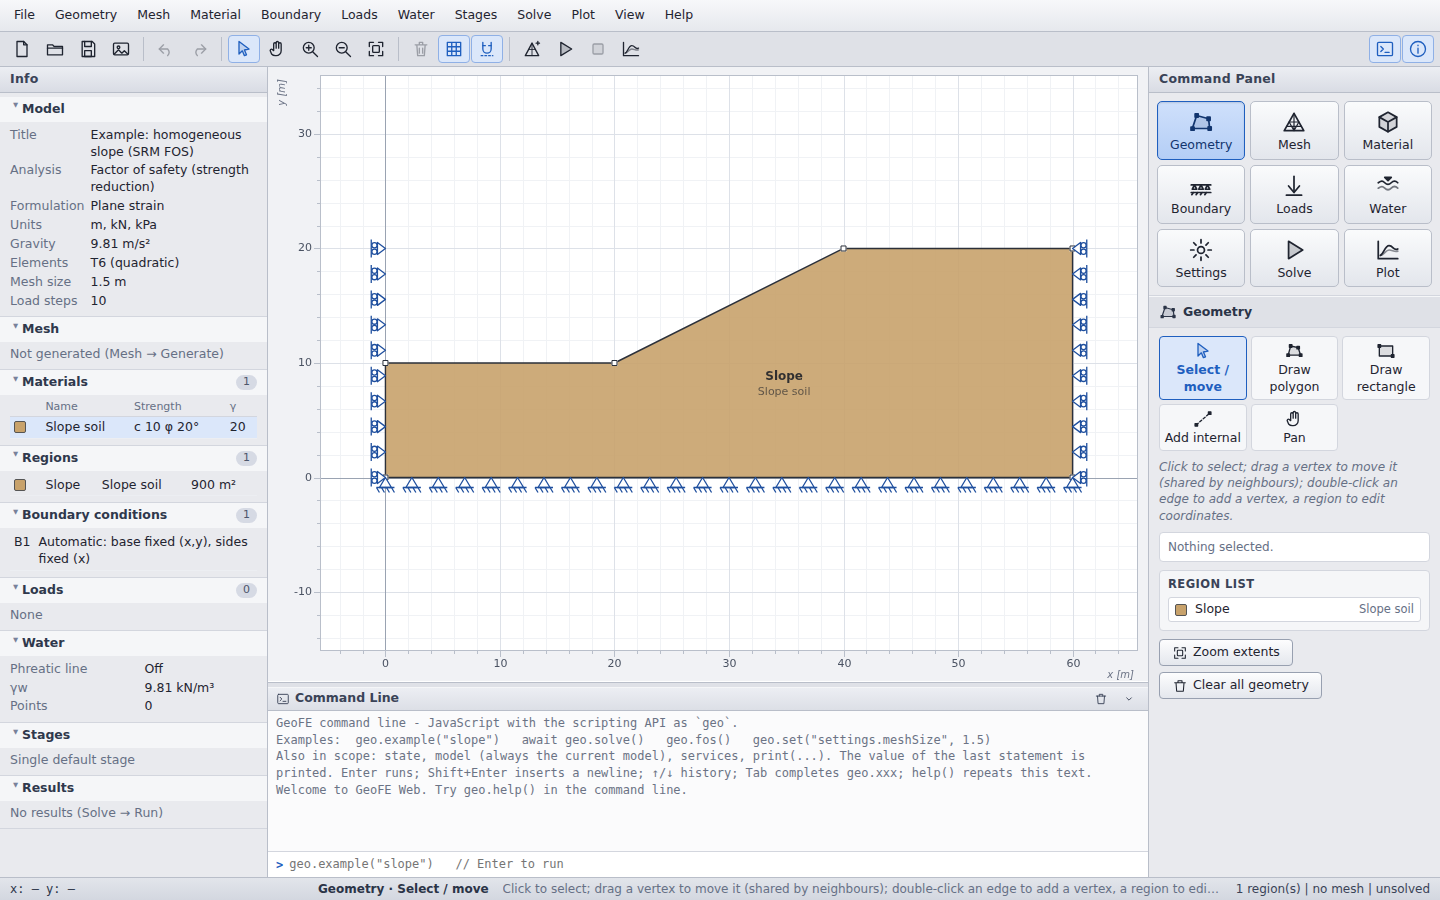 File Geometry Mesh Material Boundary Loads Water Stages Solve Plot View Help
Info
Model
Title Example: homogeneous slope (SRM FOS)
Analysis Factor of safety (strength reduction)
Formulation Plane strain
Units m, kN, kPa
Gravity 9.81 m/s²
Elements T6 (quadratic)
Mesh size 1.5 m
Load steps 10
Mesh
Not generated (Mesh → Generate)
Materials 1
Name Strength γ
Slope soil c 10 φ 20° 20
Regions 1
Slope Slope soil 900 m²
Boundary conditions 1
B1 Automatic: base fixed (x,y), sides fixed (x)
Loads 0
None
Water
Phreatic line Off
γw 9.81 kN/m³
Points 0
Stages
Single default stage
Results
No results (Solve → Run)
y [m]
30
20
10
0
-10
Slope
Slope soil
0 10 20 30 40 50 60
x [m]
Command Line
GeoFE command line - JavaScript with the scripting API as `geo`.
Examples: geo.example("slope") await geo.solve() geo.fos() geo.set("settings.meshSize", 1.5)
Also in scope: state, model (always the current model), services, print(...). The value of the last statement is
printed. Enter runs; Shift+Enter inserts a newline; ↑/↓ history; Tab completes geo.xxx; help() repeats this text.
Welcome to GeoFE Web. Try geo.help() in the command line.
> geo.example("slope") // Enter to run
Command Panel
Geometry Mesh Material
Boundary Loads Water
Settings Solve Plot
Geometry
Select / move
Draw polygon
Draw rectangle
Add internal Pan
Click to select; drag a vertex to move it
(shared by neighbours); double-click an
edge to add a vertex, a region to edit
coordinates.
Nothing selected.
REGION LIST
Slope Slope soil
Zoom extents
Clear all geometry
x: — y: — Geometry · Select / move Click to select; drag a vertex to move it (shared by neighbours); double-click an edge to add a vertex, a region to edi… 1 region(s) | no mesh | unsolved